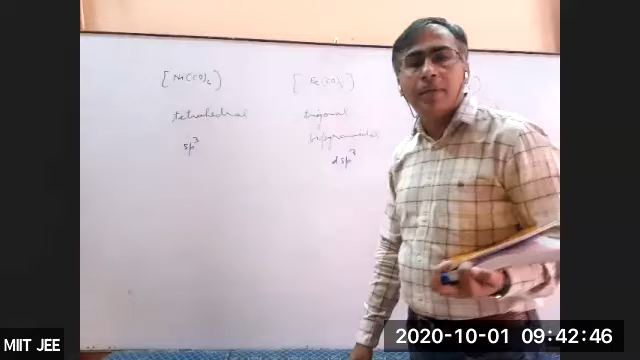 [Ni(CO)4]
[Fe(CO)5]
tetrahedral
trigonal
bipyramidal
sp³
dsp³
MIIT JEE
2020-10-01 09:42:46